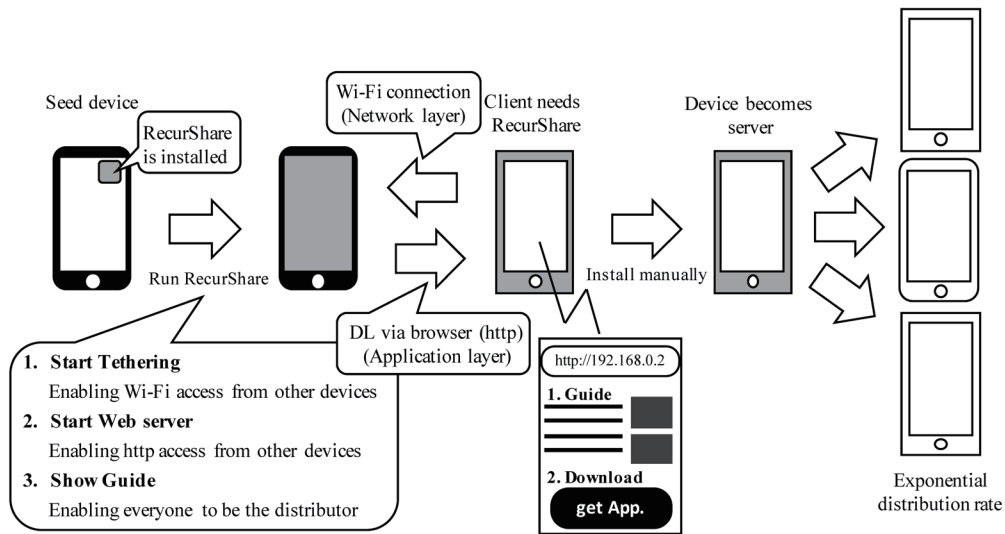 Seed device
RecurShare
is installed
Run RecurShare
1. Start Tethering
Enabling Wi-Fi access from other devices
2. Start Web server
Enabling http access from other devices
3. Show Guide
Enabling everyone to be the distributor
Wi-Fi connection
(Network layer)
DL via browser (http)
(Application layer)
Client needs
RecurShare
http://192.168.0.2
1. Guide
2. Download
get App.
Install manually
Device becomes
server
Exponential
distribution rate